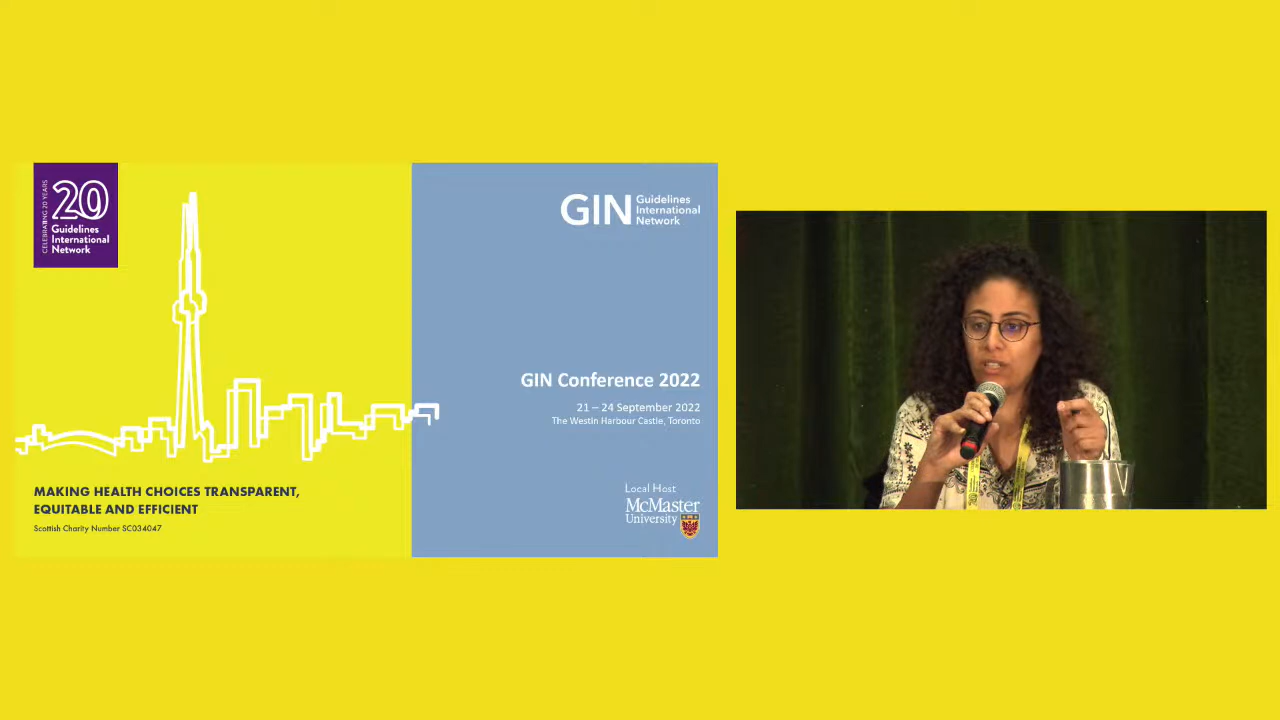 CELEBRATING 20 YEARS
20
Guidelines
International
Network
GIN
Guidelines
International
Network
GIN Conference 2022
21 – 24 September 2022
The Westin Harbour Castle, Toronto
MAKING HEALTH CHOICES TRANSPARENT,
EQUITABLE AND EFFICIENT
Scottish Charity Number SC034047
Local Host
McMaster
University